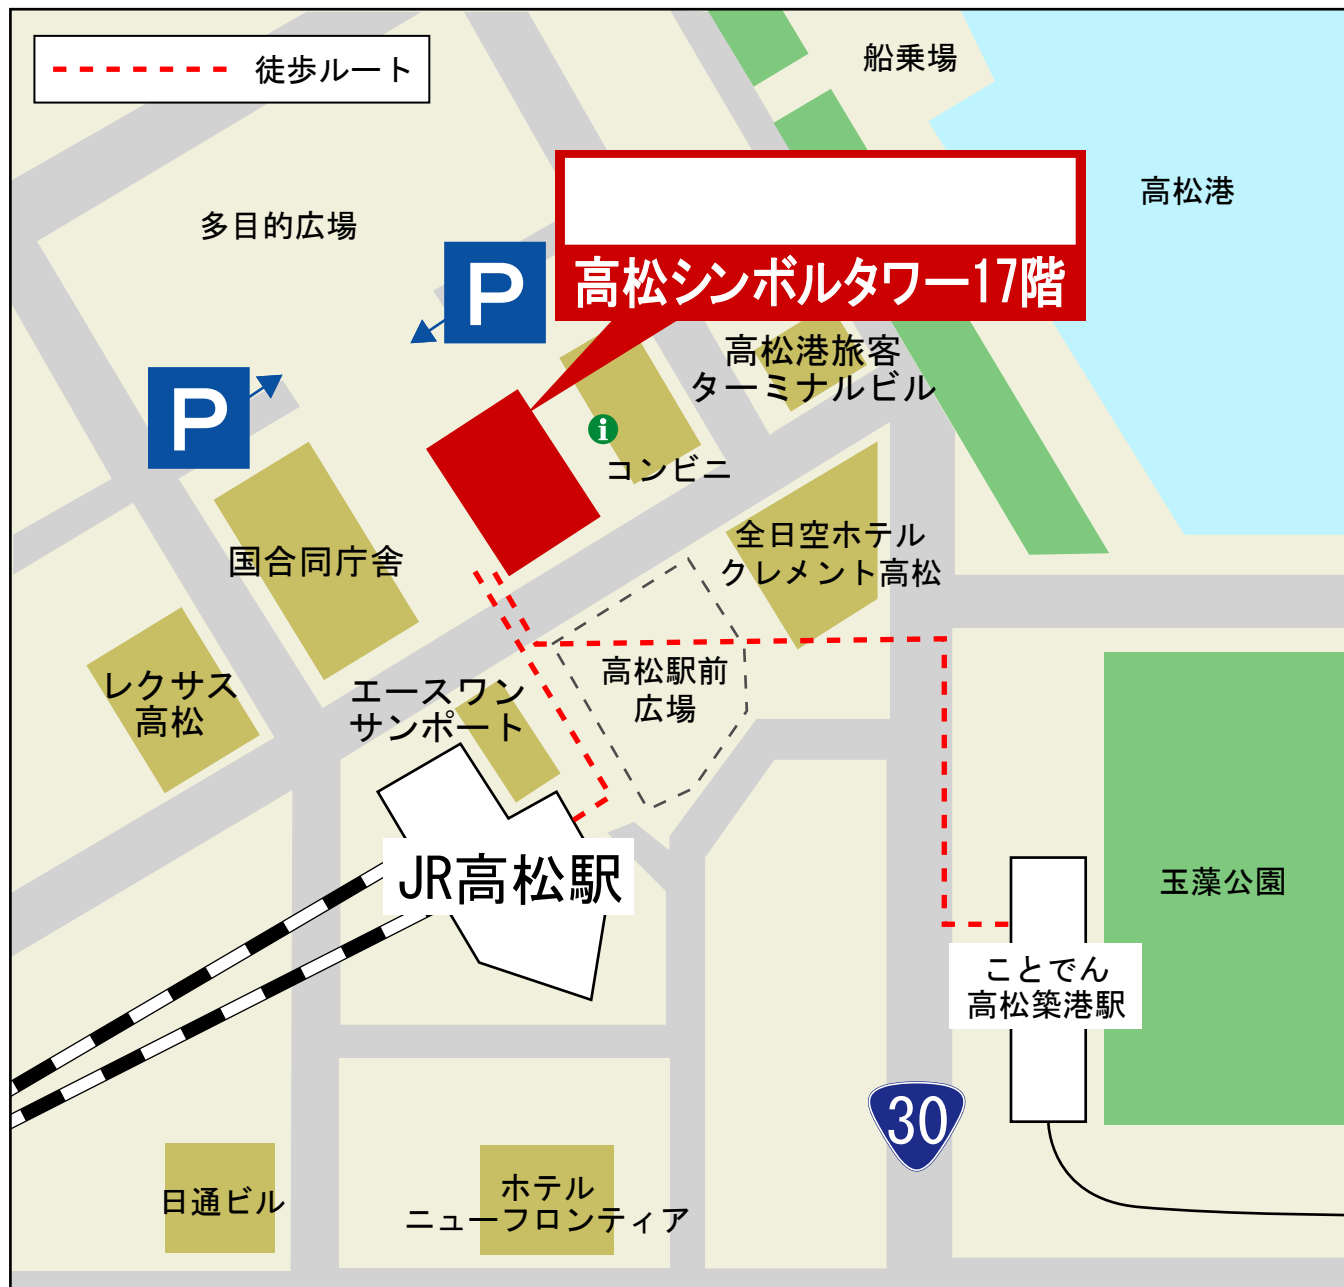 徒歩ルート
船乗場
高松港
多目的広場
P
高松シンボルタワー17階
高松港旅客
ターミナルビル
P
i
コンビニ
国合同庁舎
全日空ホテル
クレメント高松
レクサス
高松
エースワン
サンポート
高松駅前
広場
JR高松駅
玉藻公園
ことでん
高松築港駅
30
日通ビル
ホテル
ニューフロンティア